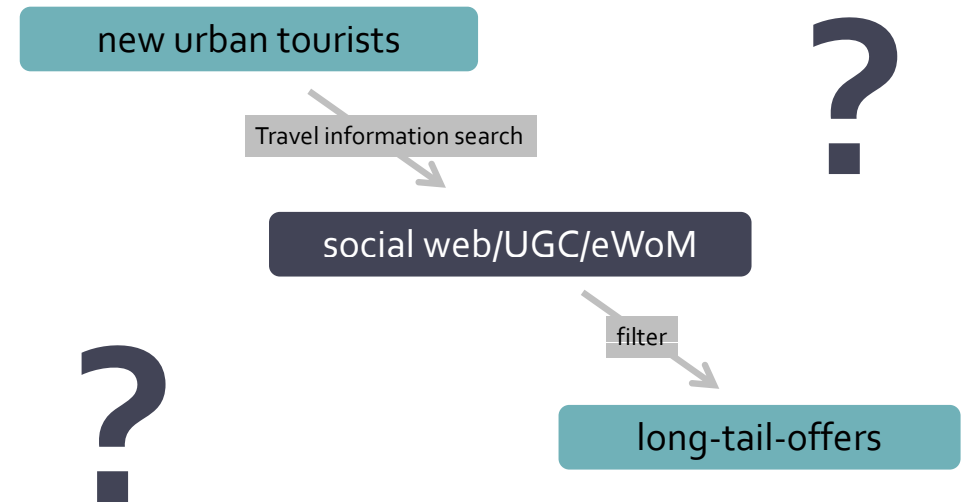 new urban tourists
?
Travel information search
social web/UGC/eWoM
filter
?
long-tail-offers